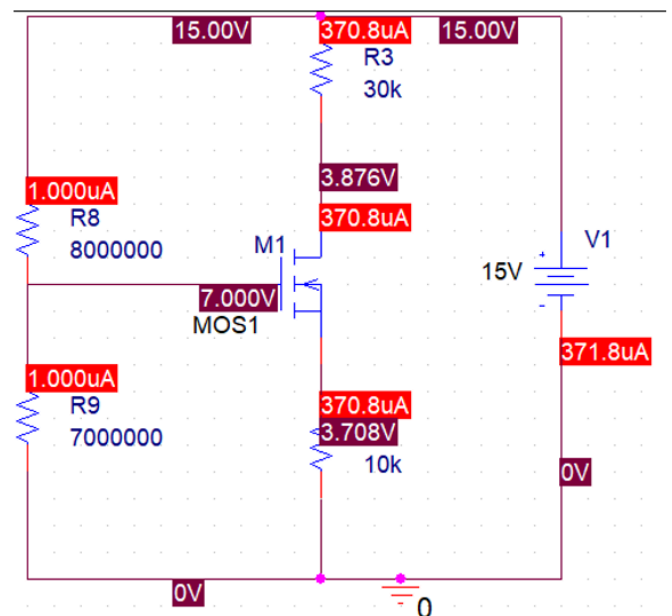 15.00V
370.8uA
15.00V
R3
30k
3.876V
370.8uA
1.000uA
R8
8000000
M1
7.000V
MOS1
V1
+
15V
-
371.8uA
1.000uA
R9
7000000
370.8uA
3.708V
10k
0V
0V
0